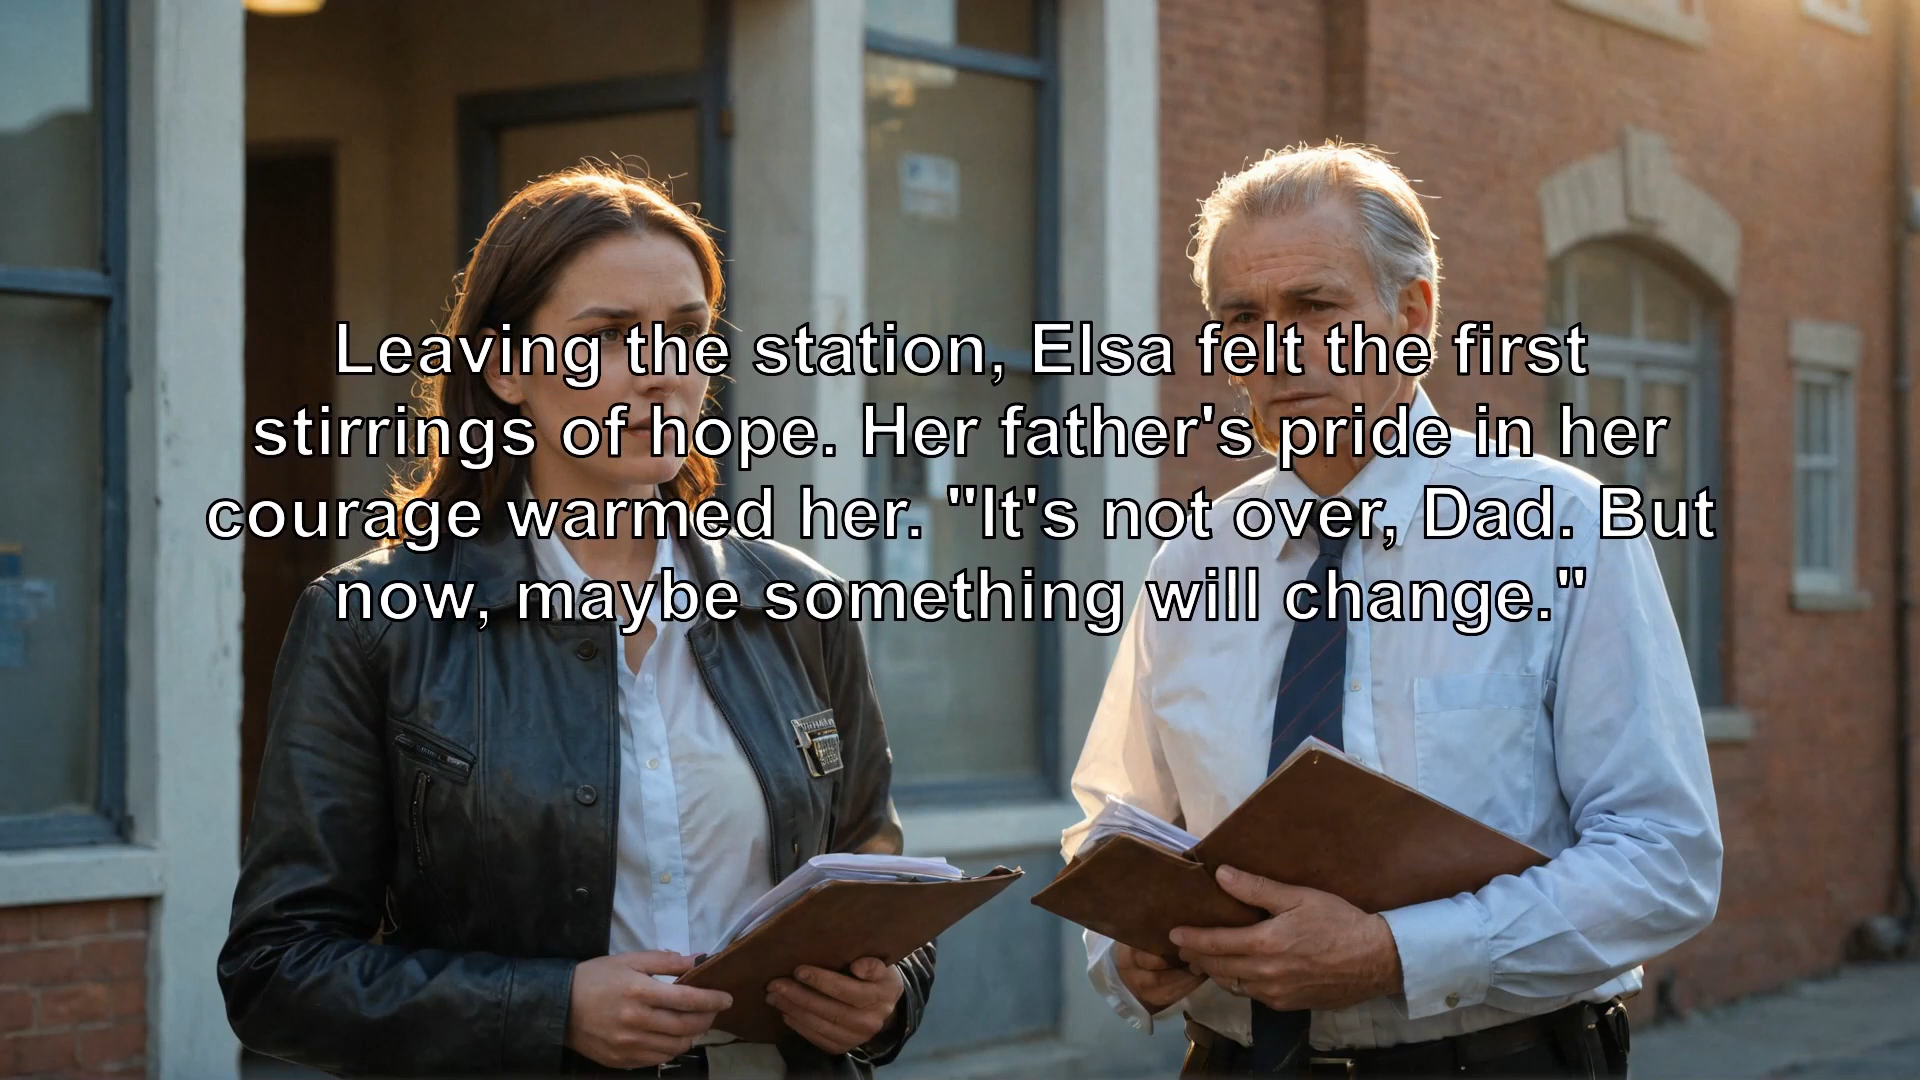 Leaving the station, Elsa felt the first
stirrings of hope. Her father's pride in her
courage warmed her. "It's not over, Dad. But
now, maybe something will change."